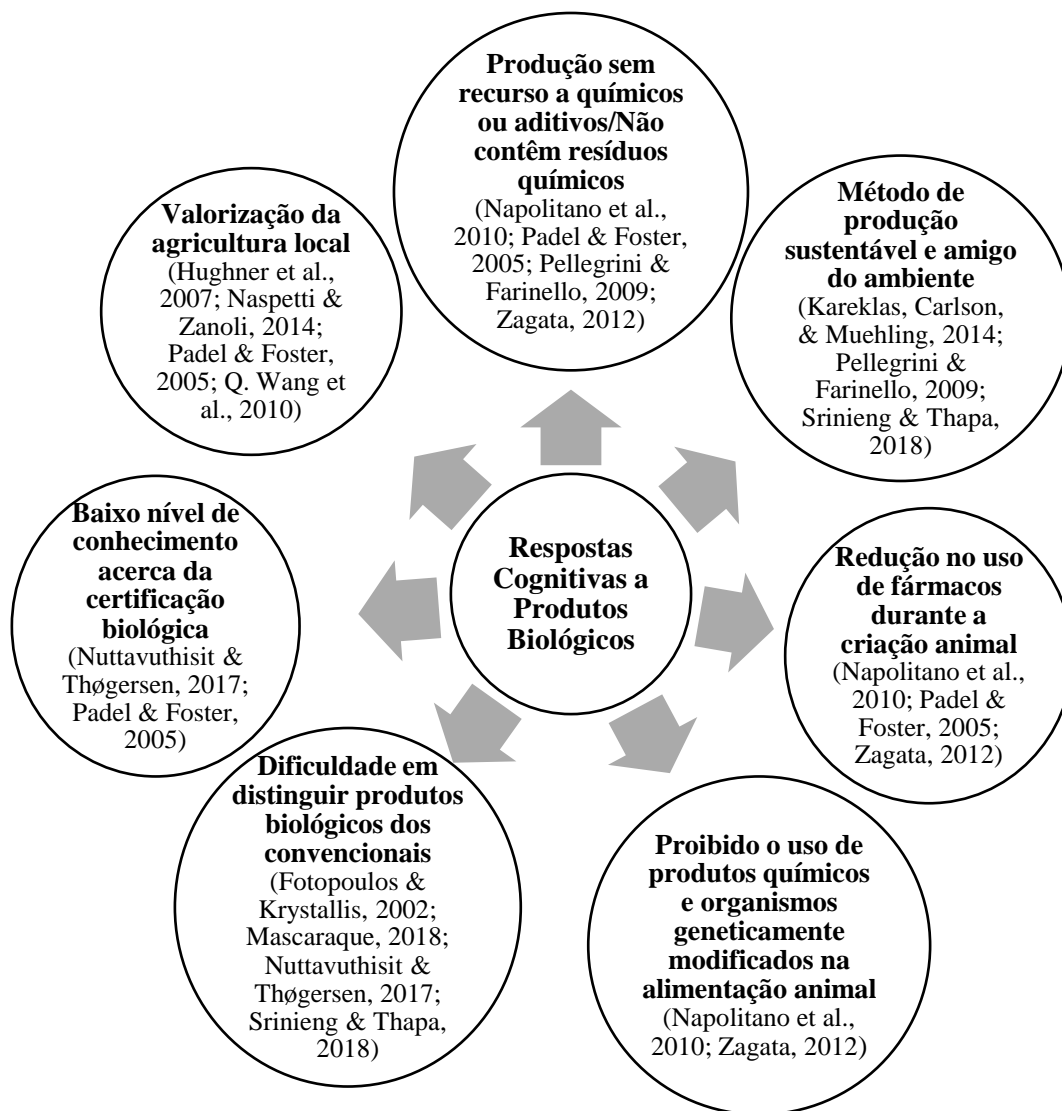 Produção sem
recurso a químicos
ou aditivos/Não
contêm resíduos
químicos
(Napolitano et al.,
2010; Padel & Foster,
2005; Pellegrini &
Farinello, 2009;
Zagata, 2012)
Método de
produção
sustentável e amigo
do ambiente
(Kareklas, Carlson,
& Muehling, 2014;
Pellegrini &
Farinello, 2009;
Srinieng & Thapa,
2018)
Redução no uso
de fármacos
durante a
criação animal
(Napolitano et al.,
2010; Padel &
Foster, 2005;
Zagata, 2012)
Proibido o uso de
produtos químicos
e organismos
geneticamente
modificados na
alimentação animal
(Napolitano et al.,
2010; Zagata, 2012)
Dificuldade em
distinguir produtos
biológicos dos
convencionais
(Fotopoulos &
Krystallis, 2002;
Mascaraque, 2018;
Nuttavuthisit &
Thøgersen, 2017;
Srinieng & Thapa,
2018)
Baixo nível de
conhecimento
acerca da
certificação
biológica
(Nuttavuthisit &
Thøgersen, 2017;
Padel & Foster,
2005)
Valorização da
agricultura local
(Hughner et al.,
2007; Naspetti &
Zanoli, 2014;
Padel & Foster,
2005; Q. Wang et
al., 2010)
Respostas
Cognitivas a
Produtos
Biológicos